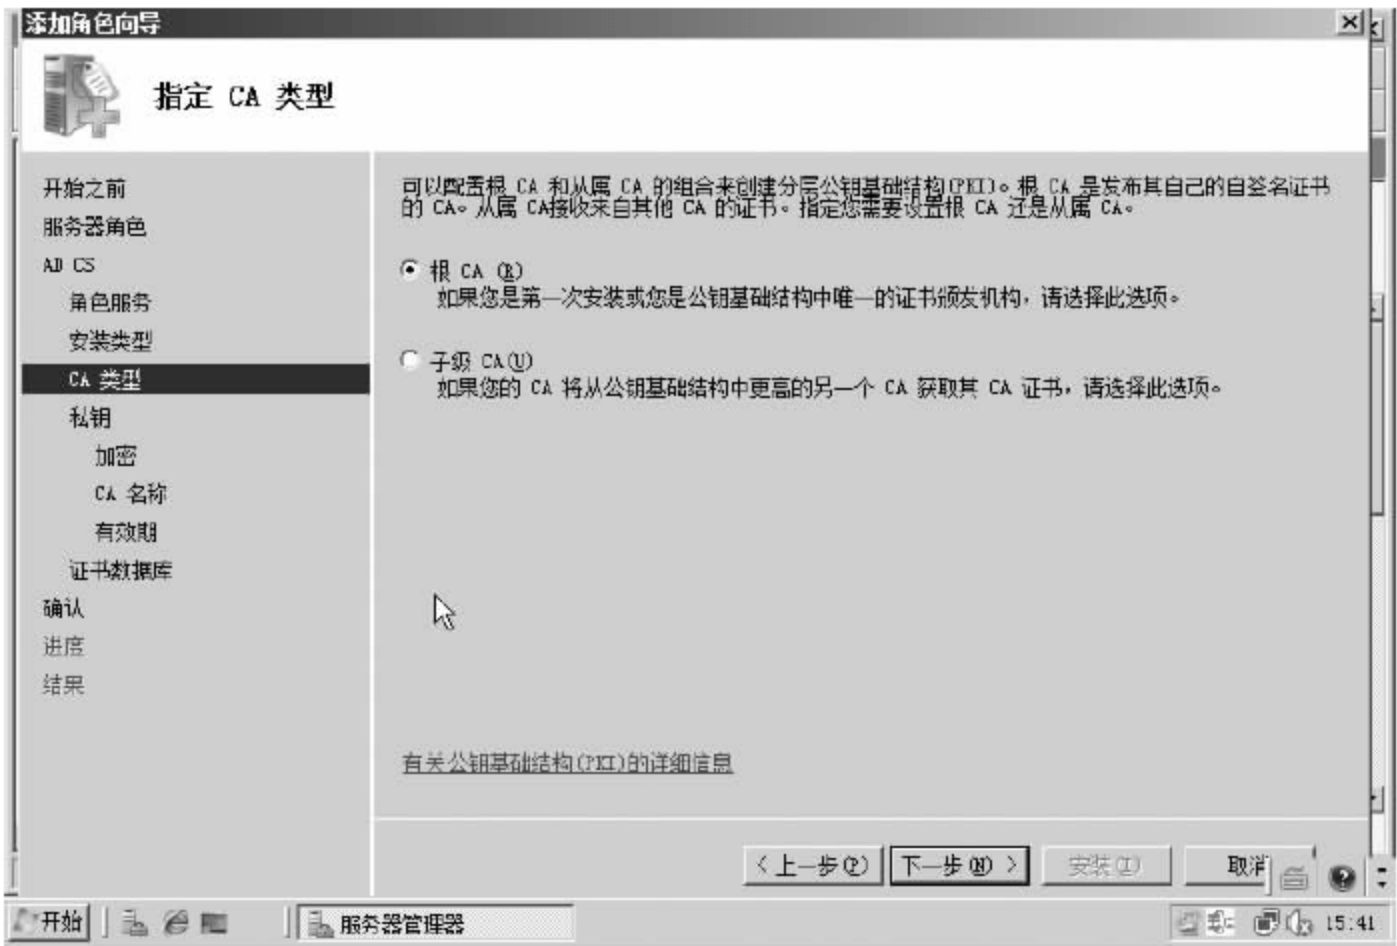 添加角色向导
指定 CA 类型
开始之前
服务器角色
AD CS
角色服务
安装类型
CA 类型
私钥
加密
CA 名称
有效期
证书数据库
确认
进度
结果
可以配置根 CA 和从属 CA 的组合来创建分层公钥基础结构(PKI)。根 CA 是发布其自己的自签名证书
的 CA。从属 CA接收来自其他 CA 的证书。指定您需要设置根 CA 还是从属 CA。
根 CA (R)
如果您是第一次安装或您是公钥基础结构中唯一的证书颁发机构，请选择此选项。
子级 CA(U)
如果您的 CA 将从公钥基础结构中更高的另一个 CA 获取其 CA 证书，请选择此选项。
有关公钥基础结构(PKI)的详细信息
< 上一步(P)
下一步(N) >
安装(I)
取消
开始
服务器管理器
15:41